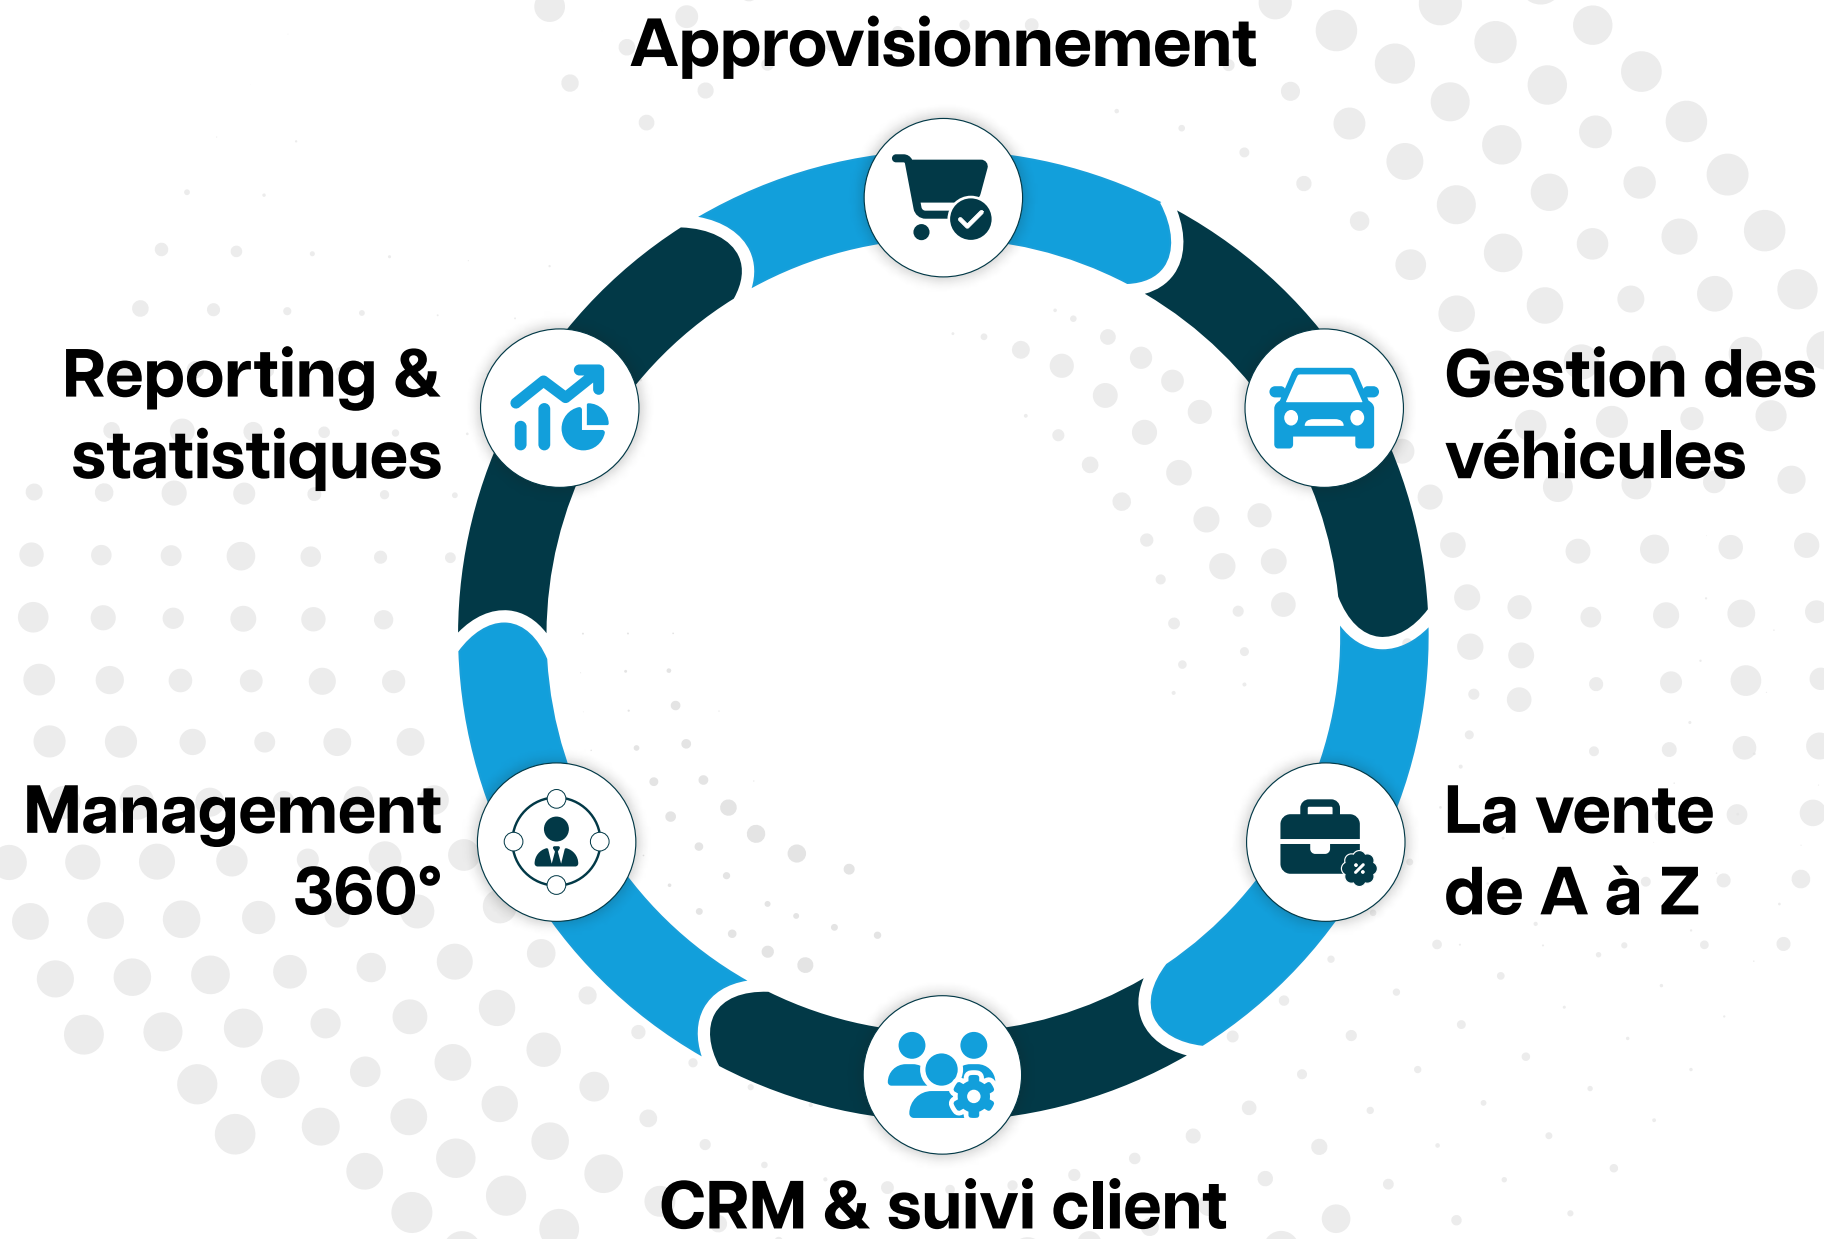 Approvisionnement
Gestion des
véhicules
La vente
de A à Z
CRM & suivi client
Management
360°
Reporting &
statistiques